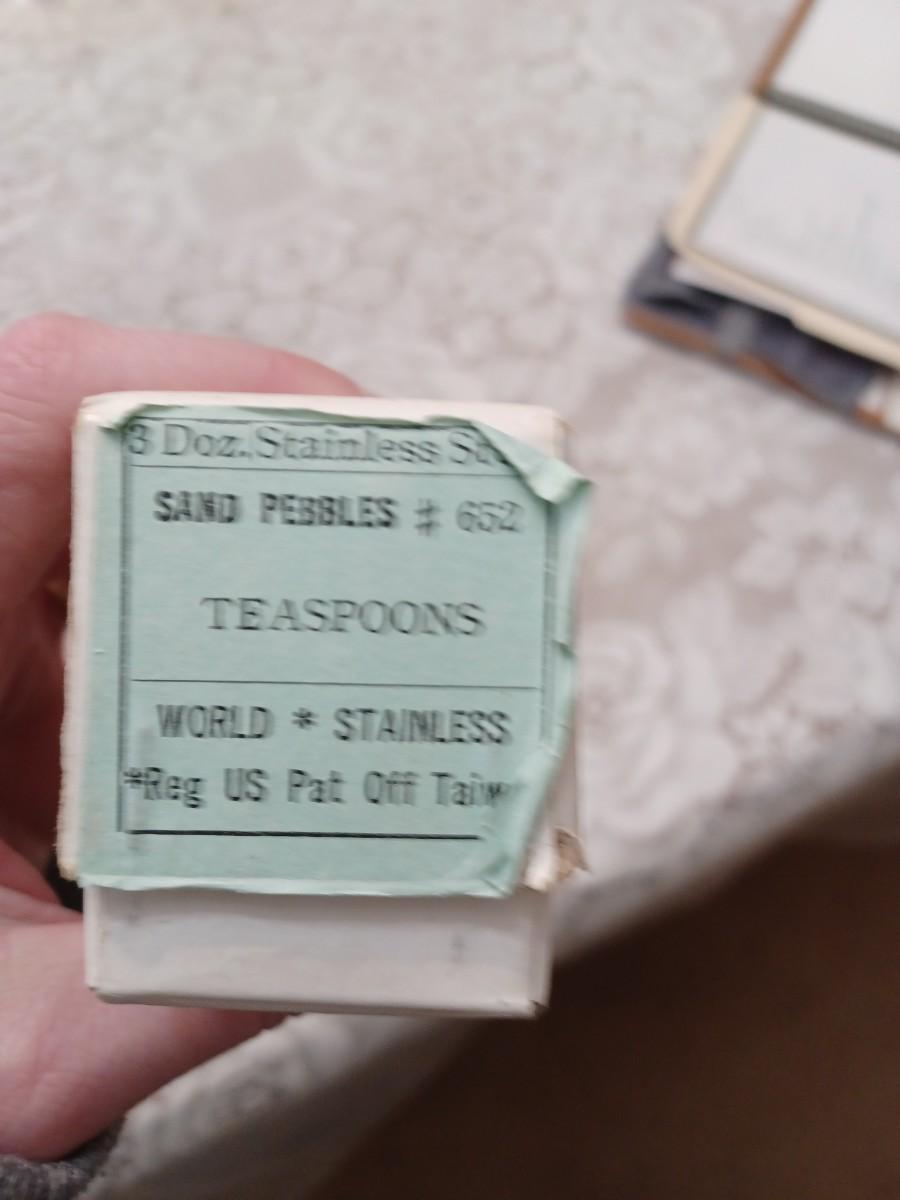 3 Doz. Stainless
SAND PEBBLES # 652
TEASPOONS
WORLD * STAINLESS
*Reg US Pat Off